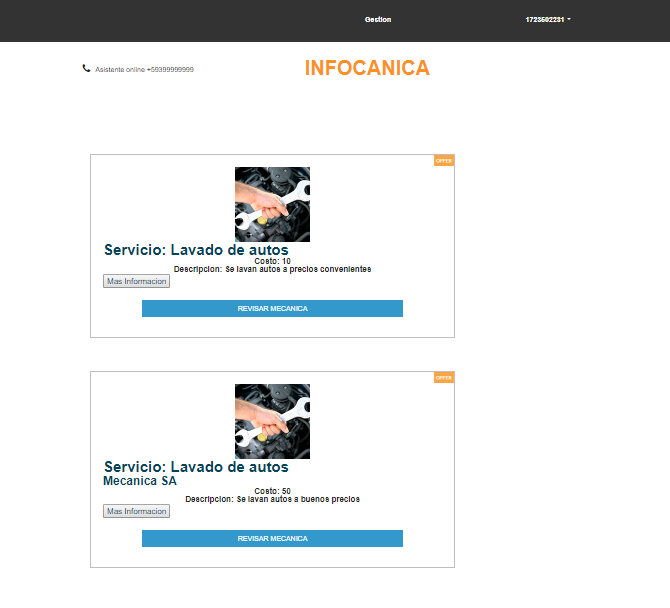 Gestion
1723502231
Asistente online +59399999999
INFOCANICA
OFFER
Servicio: Lavado de autos
Costo: 10
Descripcion: Se lavan autos a precios convenientes
Mas Informacion
REVISAR MECANICA
OFFER
Servicio: Lavado de autos
Mecanica SA
Costo: 50
Descripcion: Se lavan autos a buenos precios
Mas Informacion
REVISAR MECANICA